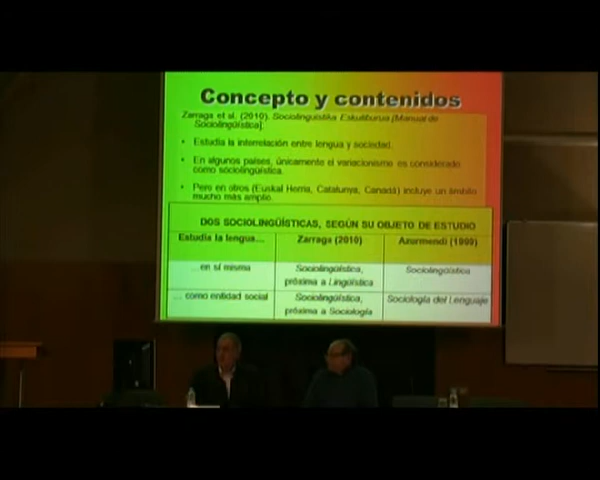 Concepto y contenidos
Zarraga et al. (2010). Soziolinguistika Eskuliburua [Manual de
Sociolingüística].
• Estudia la interrelación entre lengua y sociedad.
• En algunos países, únicamente el variacionismo es considerado
como sociolingüística.
• Pero en otros (Euskal Herria, Catalunya, Canadá) incluye un ámbito
mucho más amplio.
DOS SOCIOLINGÜÍSTICAS, SEGÚN SU OBJETO DE ESTUDIO
Estudia la lengua... Zarraga (2010) Azurmendi (1999)
...en sí misma Sociolingüística, Sociolingüística
próxima a Lingüística
... como entidad social Sociolingüística, Sociología del Lenguaje
próxima a Sociología